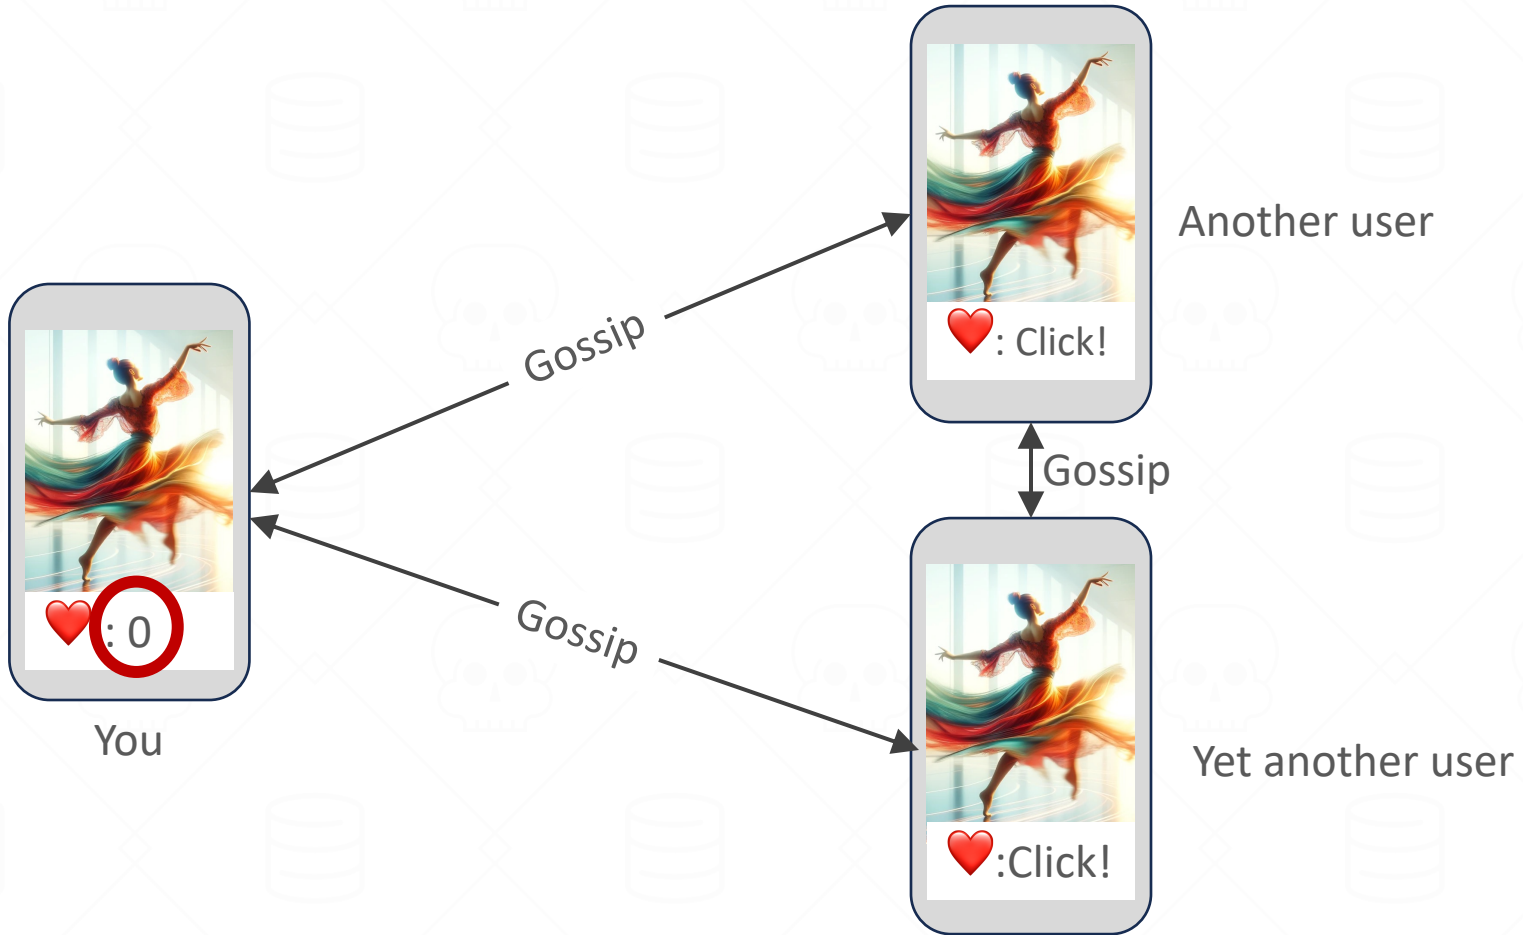 Another user
❤️: Click!
Gossip
Gossip
❤️: 0
You
Gossip
Yet another user
❤️:Click!